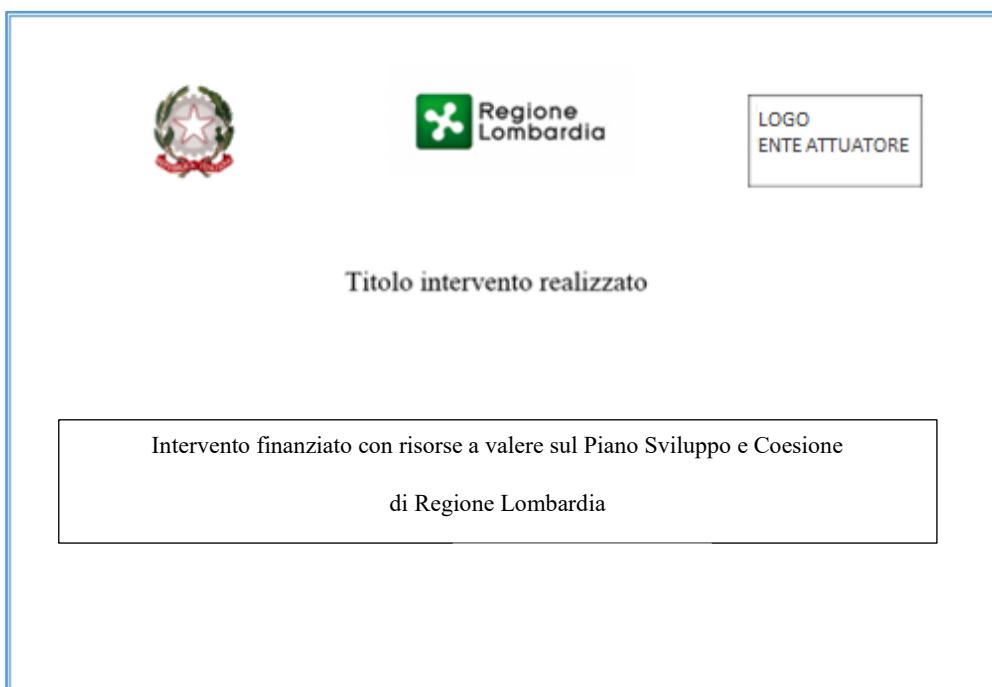 Regione
Lombardia
LOGO
ENTE ATTUATORE
Titolo intervento realizzato
Intervento finanziato con risorse a valere sul Piano Sviluppo e Coesione
di Regione Lombardia